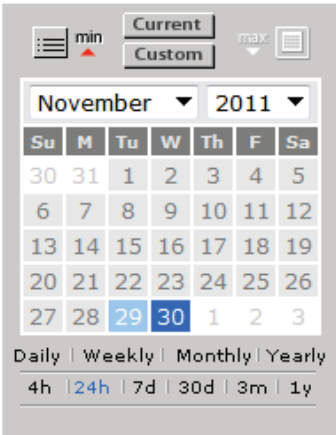 min Current max
Custom
November 2011
Su M Tu W Th F Sa
30 31 1 2 3 4 5
6 7 8 9 10 11 12
13 14 15 16 17 18 19
20 21 22 23 24 25 26
27 28 29 30 1 2 3
Daily | Weekly | Monthly | Yearly
4h | 24h | 7d | 30d | 3m | 1y